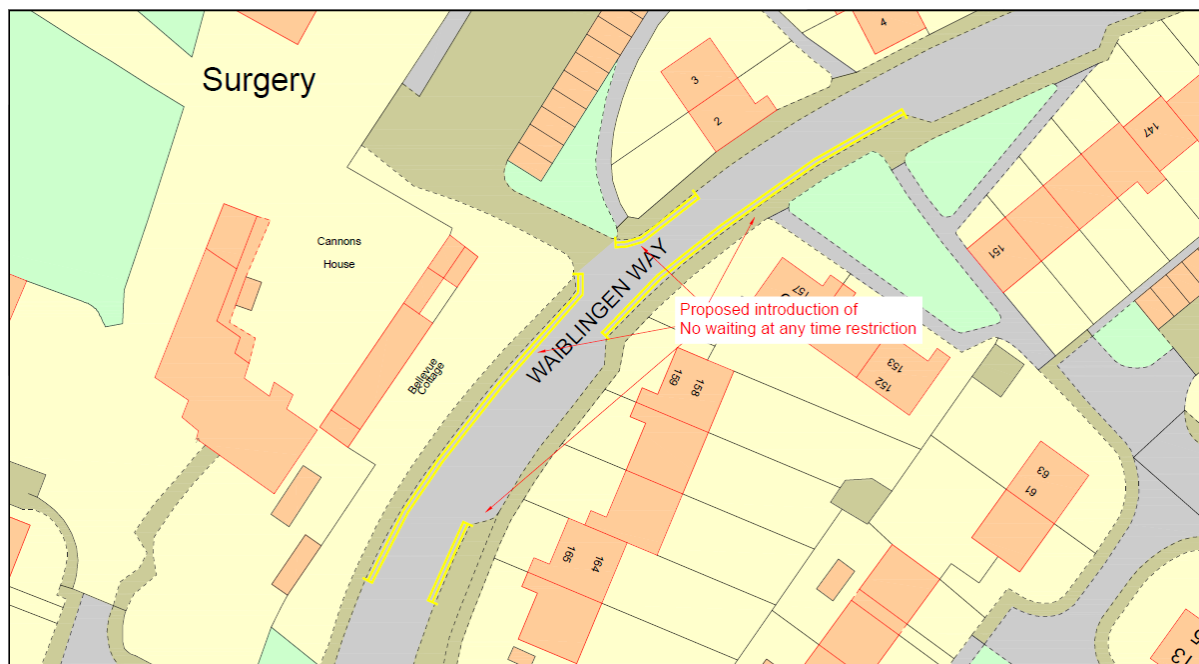 Surgery
4
3
2
147
Cannons
House
151
WAIBLINGEN WAY
157
Proposed introduction of
No waiting at any time restriction
Bellevue
Cottage
153
152
159
158
63
61
165
164